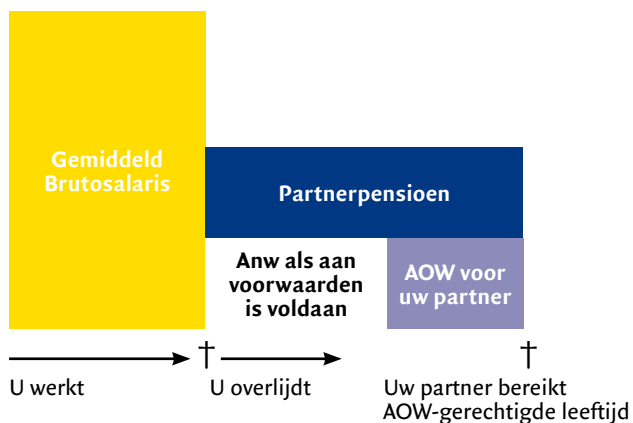 Gemiddeld
Brutosalaris
Partnerpensioen
Anw als aan
voorwaarden
is voldaan
AOW voor
uw partner
† †
U werkt U overlijdt Uw partner bereikt
AOW-gerechtigde leeftijd